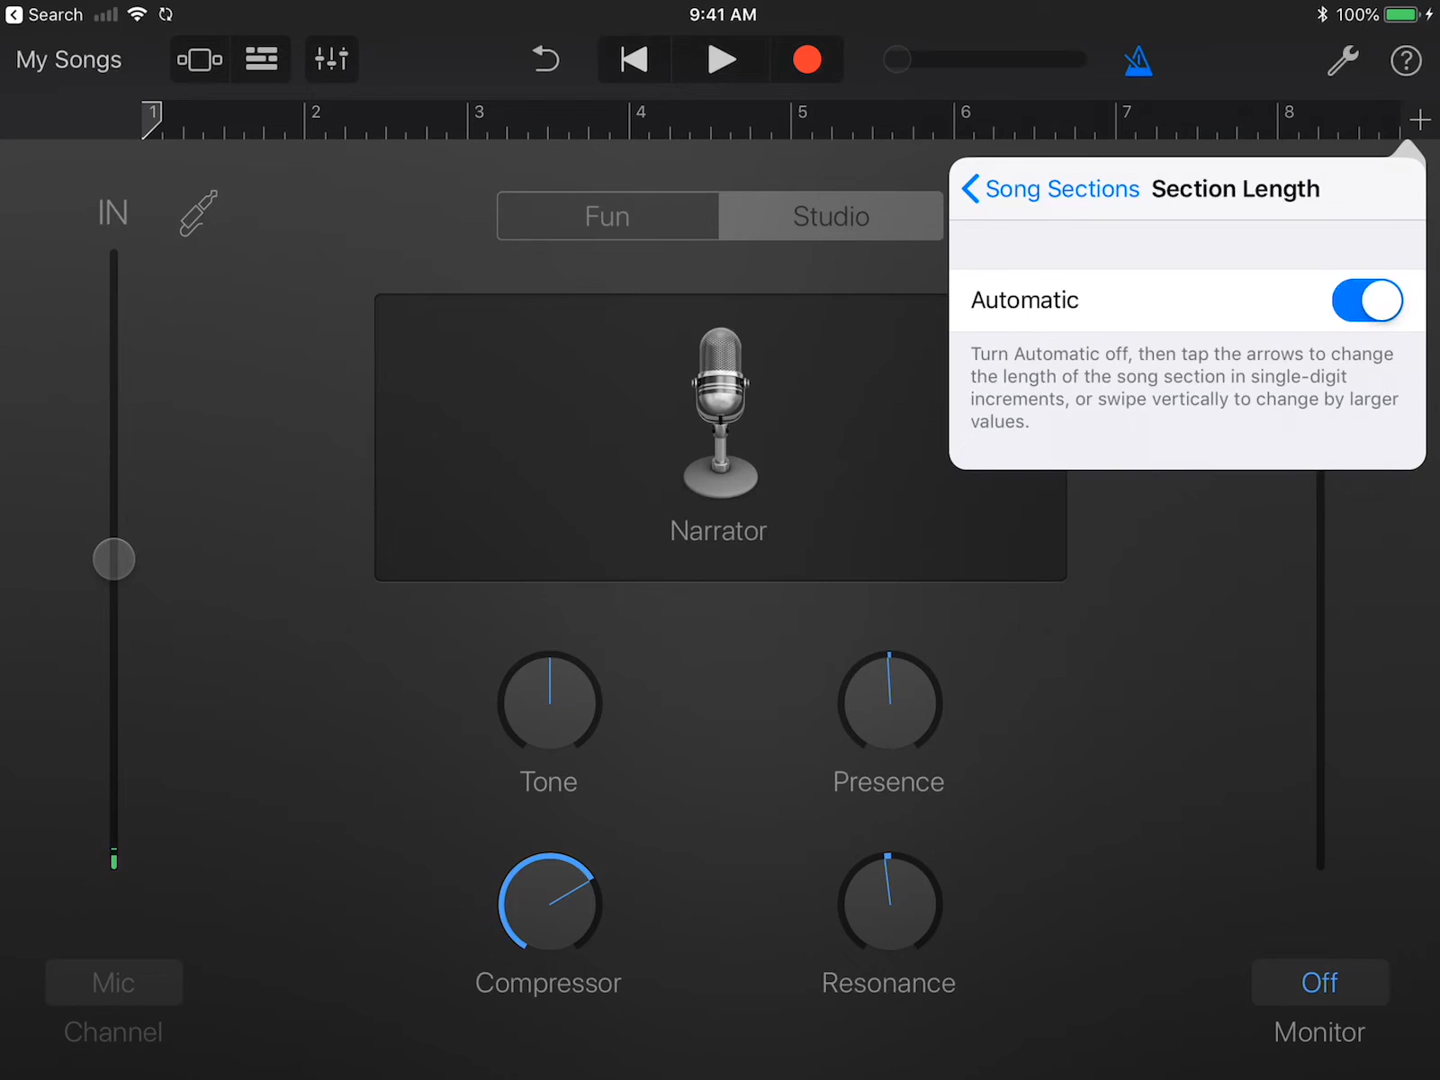 Search
9:41 AM
100%
My Songs
1 2 3 4 5 6 7 8
Song Sections Section Length
Automatic
Turn Automatic off, then tap the arrows to change
the length of the song section in single-digit
increments, or swipe vertically to change by larger
values.
IN
Fun
Studio
Narrator
Tone
Presence
Compressor
Resonance
Mic
Channel
Off
Monitor